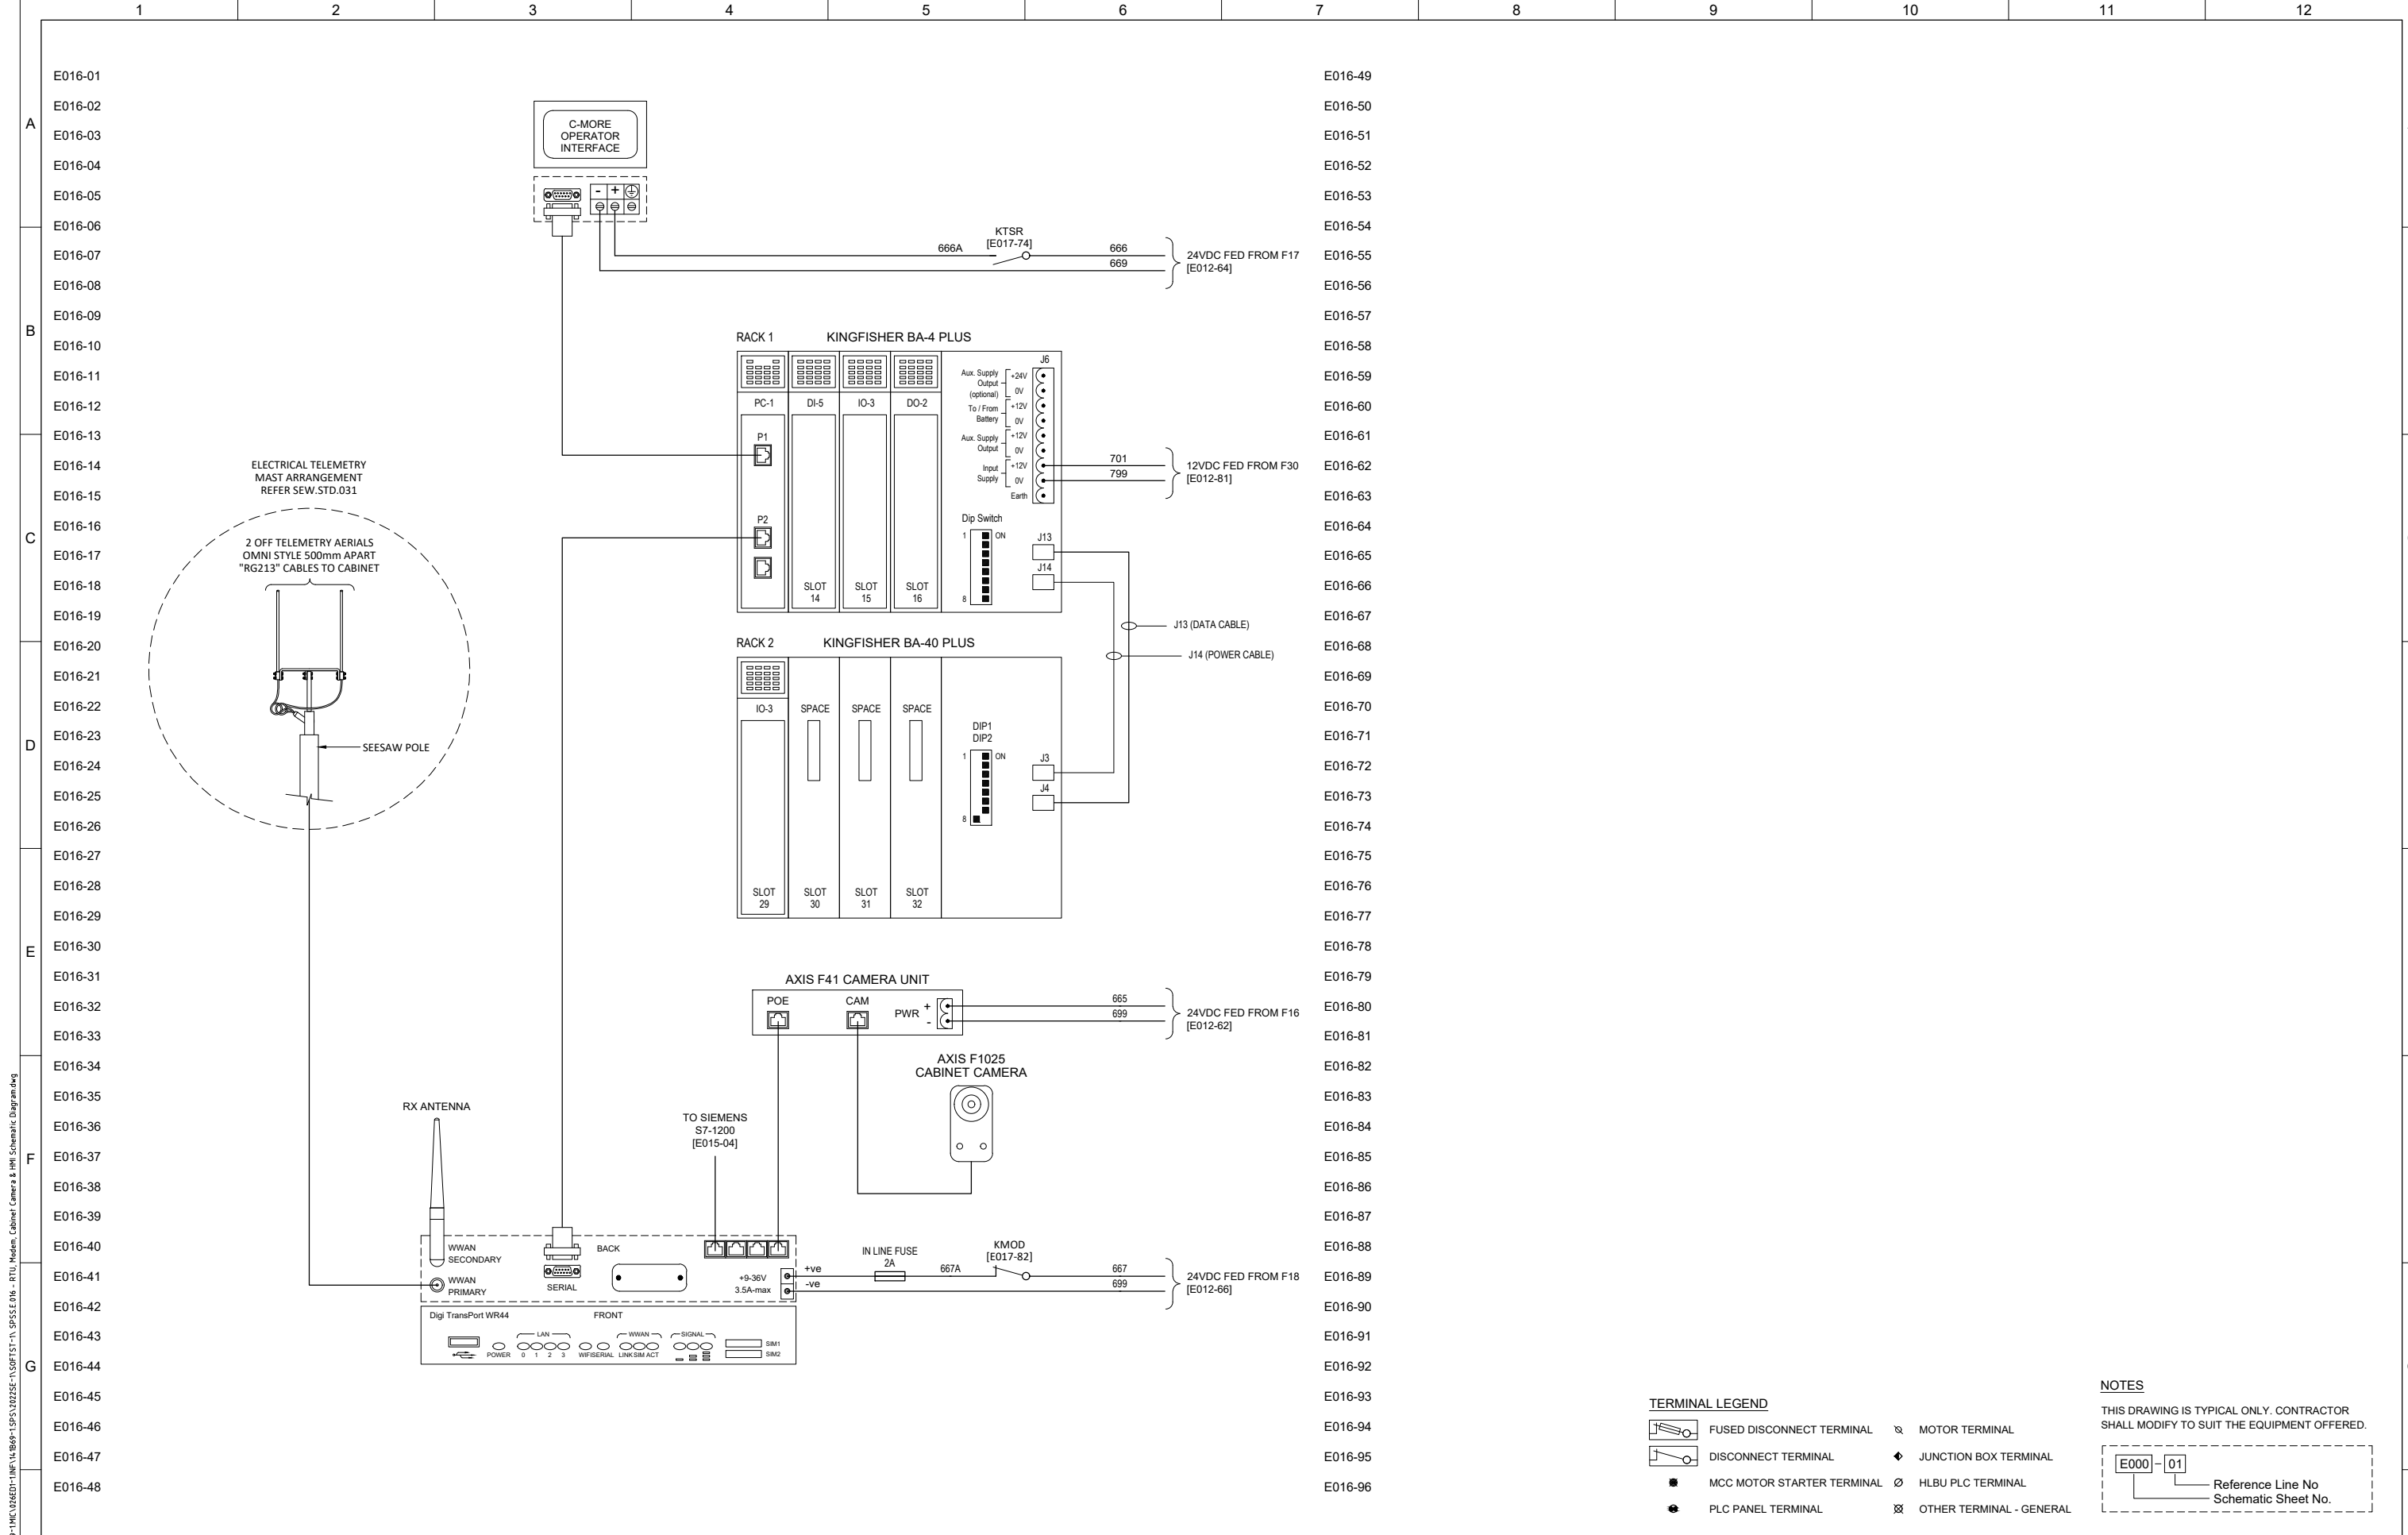 1 2 3 4 5 6 7 8 9 10 11 12
A
B
C
D
E
F
G
E016-01
E016-02
E016-03
E016-04
E016-05
E016-06
E016-07
E016-08
E016-09
E016-10
E016-11
E016-12
E016-13
E016-14
E016-15
E016-16
E016-17
E016-18
E016-19
E016-20
E016-21
E016-22
E016-23
E016-24
E016-25
E016-26
E016-27
E016-28
E016-29
E016-30
E016-31
E016-32
E016-33
E016-34
E016-35
E016-36
E016-37
E016-38
E016-39
E016-40
E016-41
E016-42
E016-43
E016-44
E016-45
E016-46
E016-47
E016-48
C-MORE
OPERATOR
INTERFACE
- +
KTSR
[E017-74]
666A
666
669
24VDC FED FROM F17
[E012-64]
RACK 1 KINGFISHER BA-4 PLUS
PC-1 DI-5 IO-3 DO-2
P1
P2
SLOT
14
SLOT
15
SLOT
16
J6
Aux. Supply
Output
(optional)
+24V
0V
To / From
Battery
+12V
0V
Aux. Supply
Output
+12V
0V
Input
Supply
+12V
0V
Earth
701
799
12VDC FED FROM F30
[E012-81]
Dip Switch
1 ON
8
J13
J14
J13 (DATA CABLE)
J14 (POWER CABLE)
ELECTRICAL TELEMETRY
MAST ARRANGEMENT
REFER SEW.STD.031
2 OFF TELEMETRY AERIALS
OMNI STYLE 500mm APART
"RG213" CABLES TO CABINET
SEESAW POLE
RACK 2 KINGFISHER BA-40 PLUS
IO-3 SPACE SPACE SPACE
DIP1
DIP2
1 ON
8
J3
J4
SLOT
29
SLOT
30
SLOT
31
SLOT
32
AXIS F41 CAMERA UNIT
POE CAM PWR + -
665
699
24VDC FED FROM F16
[E012-62]
AXIS F1025
CABINET CAMERA
RX ANTENNA
TO SIEMENS
S7-1200
[E015-04]
WWAN
SECONDARY
WWAN
PRIMARY
BACK
SERIAL
+9-36V
3.5A-max
+ve
-ve
IN LINE FUSE
2A
667A
KMOD
[E017-82]
667
699
24VDC FED FROM F18
[E012-66]
Digi TransPort WR44 FRONT
LAN WWAN SIGNAL
POWER 0 1 2 3 WIFI SERIAL LINK SIM ACT
SIM1
SIM2
E016-49
E016-50
E016-51
E016-52
E016-53
E016-54
E016-55
E016-56
E016-57
E016-58
E016-59
E016-60
E016-61
E016-62
E016-63
E016-64
E016-65
E016-66
E016-67
E016-68
E016-69
E016-70
E016-71
E016-72
E016-73
E016-74
E016-75
E016-76
E016-77
E016-78
E016-79
E016-80
E016-81
E016-82
E016-83
E016-84
E016-85
E016-86
E016-87
E016-88
E016-89
E016-90
E016-91
E016-92
E016-93
E016-94
E016-95
E016-96
TERMINAL LEGEND
FUSED DISCONNECT TERMINAL
DISCONNECT TERMINAL
MCC MOTOR STARTER TERMINAL
PLC PANEL TERMINAL
MOTOR TERMINAL
JUNCTION BOX TERMINAL
HLBU PLC TERMINAL
OTHER TERMINAL - GENERAL
NOTES
THIS DRAWING IS TYPICAL ONLY. CONTRACTOR
SHALL MODIFY TO SUIT THE EQUIPMENT OFFERED.
E000 - 01
Reference Line No
Schematic Sheet No.
RTU, Modem, Cabinet Camera & HMI Schematic Diagram.dwg